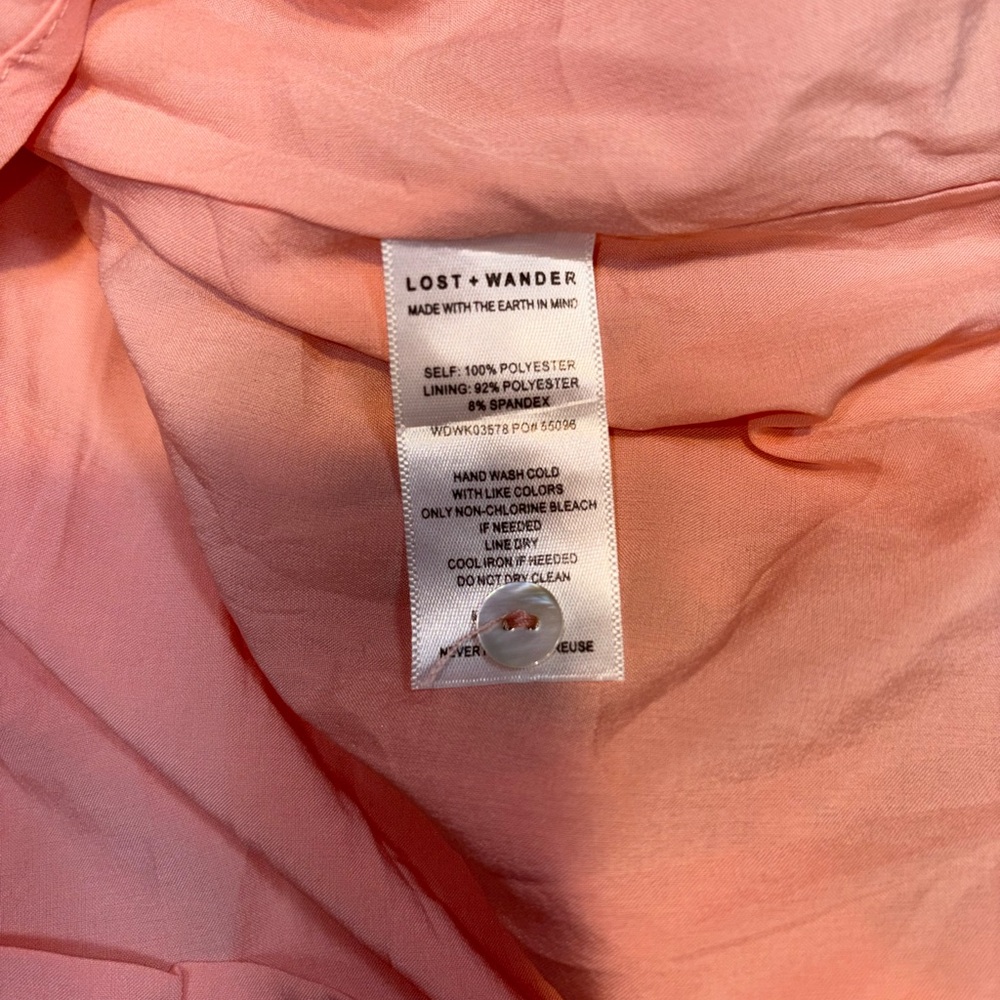 LOST + WANDER
MADE WITH THE EARTH IN MIND
SELF: 100% POLYESTER
LINING: 92% POLYESTER
8% SPANDEX
WDWK03578 PO# 55096
HAND WASH COLD
WITH LIKE COLORS
ONLY NON-CHLORINE BLEACH
IF NEEDED
LINE DRY
COOL IRON IF NEEDED
DO NOT DRY CLEAN
NEVER